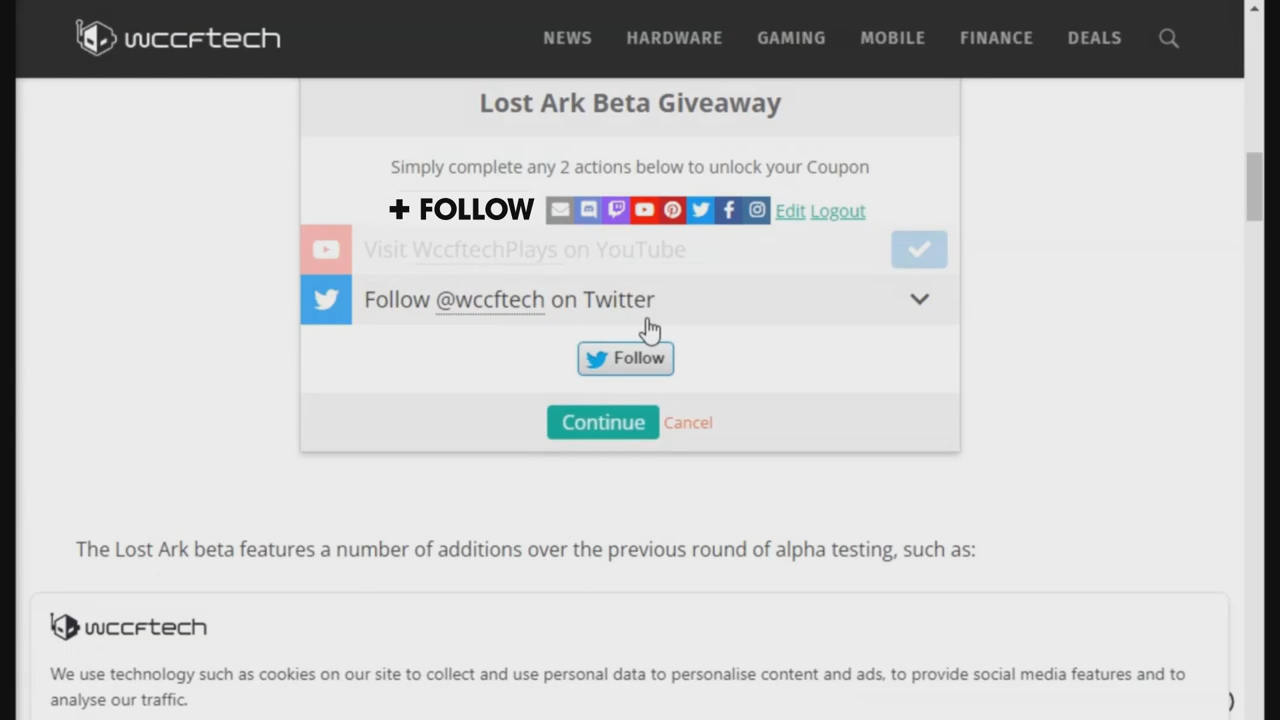 wccftech
NEWS HARDWARE GAMING MOBILE FINANCE DEALS
Lost Ark Beta Giveaway
Simply complete any 2 actions below to unlock your Coupon
+ FOLLOW Edit Logout
Visit WccftechPlays on YouTube
Follow @wccftech on Twitter
Follow
Continue Cancel
The Lost Ark beta features a number of additions over the previous round of alpha testing, such as:
wccftech
We use technology such as cookies on our site to collect and use personal data to personalise content and ads, to provide social media features and to
analyse our traffic.